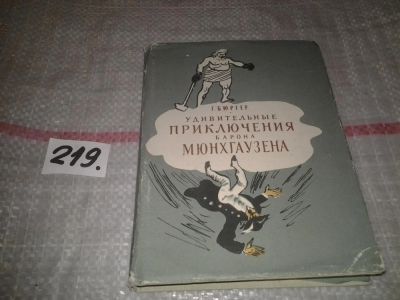 219.
Г. БЮРГЕР
УДИВИТЕЛЬНЫЕ
ПРИКЛЮЧЕНИЯ
БАРОНА
МЮНХГАУЗЕНА